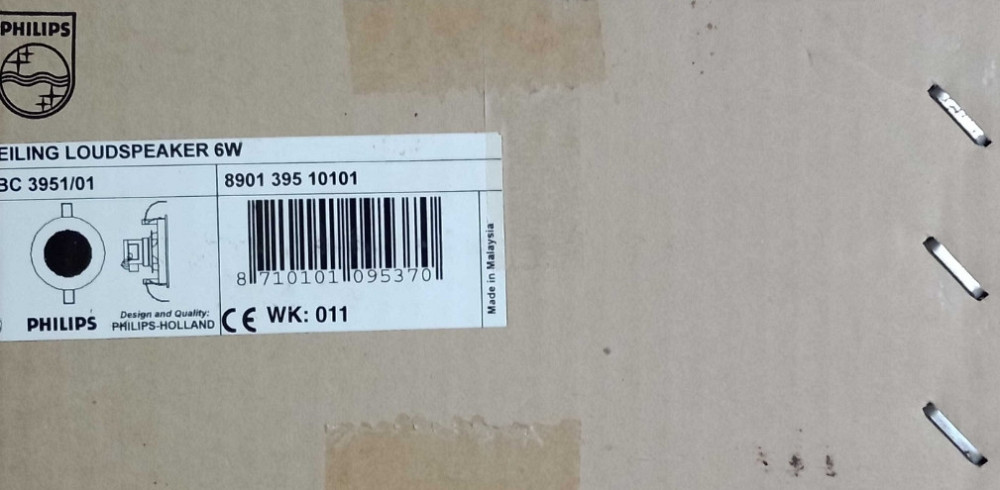 PHILIPS
EILING LOUDSPEAKER 6W
BC 3951/01
8901 395 10101
8 710101 095370
Made in Malaysia
PHILIPS
Design and Quality:
PHILIPS-HOLLAND
CE WK: 011